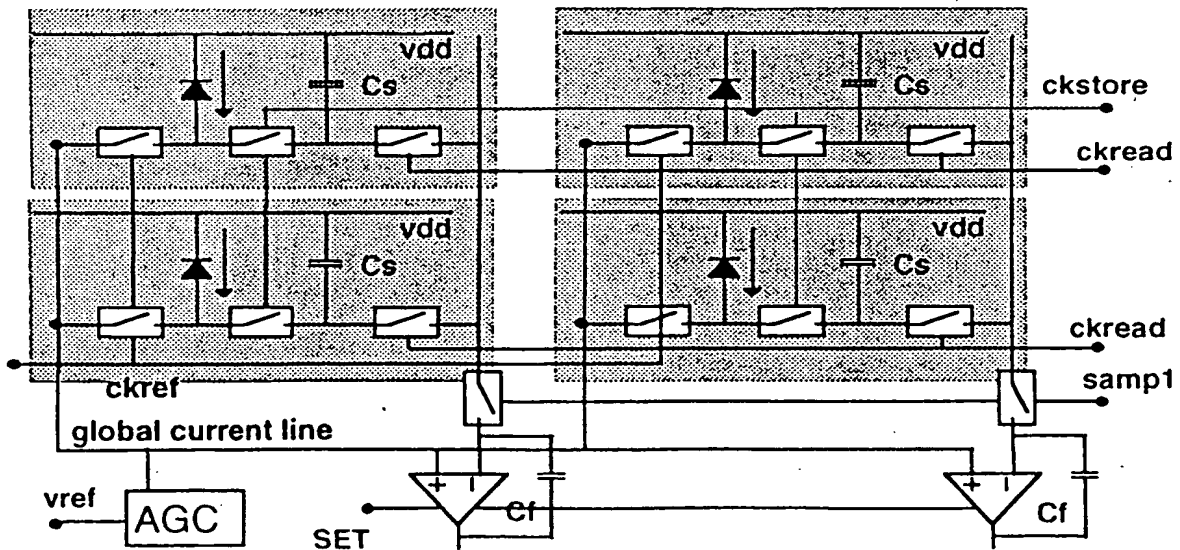 vdd
vdd
Cs
Cs
ckstore
ckread
vdd
vdd
Cs
Cs
ckread
ckref
samp1
global current line
+ –
+ –
vref
AGC
Cf
Cf
SET